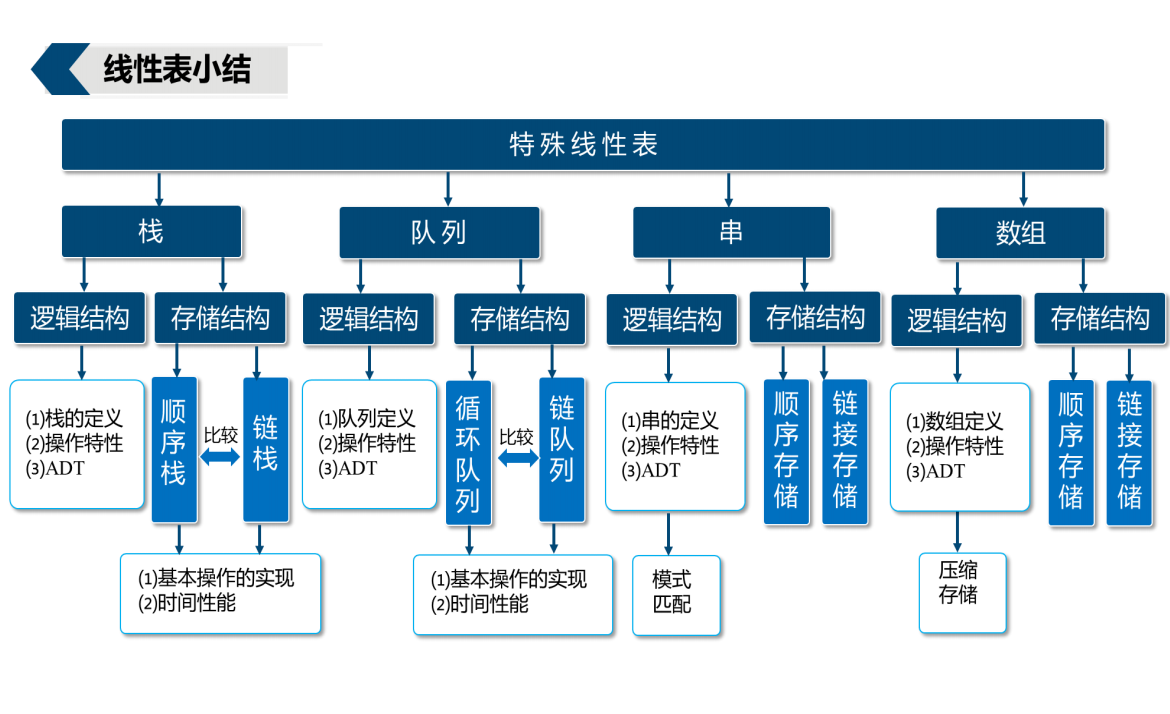 线性表小结
特殊线性表
栈
队列
串
数组
逻辑结构
存储结构
逻辑结构
存储结构
逻辑结构
存储结构
逻辑结构
存储结构
(1)栈的定义
(2)操作特性
(3)ADT
顺序栈
比较
链栈
(1)队列定义
(2)操作特性
(3)ADT
循环队列
比较
链队列
(1)串的定义
(2)操作特性
(3)ADT
顺序存储
链接存储
(1)数组定义
(2)操作特性
(3)ADT
顺序存储
链接存储
(1)基本操作的实现
(2)时间性能
(1)基本操作的实现
(2)时间性能
模式
匹配
压缩
存储